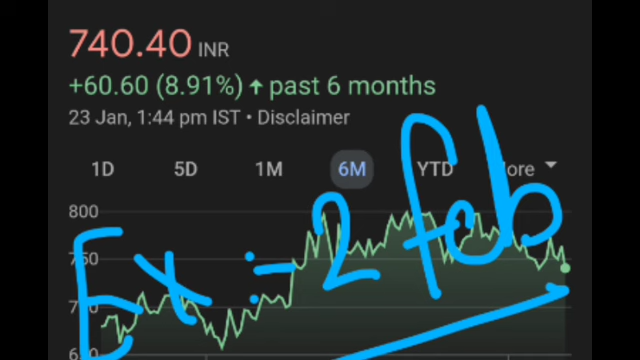 740.40 INR
+60.60 (8.91%) ↑ past 6 months
23 Jan, 1:44 pm IST • Disclaimer
1D 5D 1M 6M YTD
800
Ex :- 2 feb